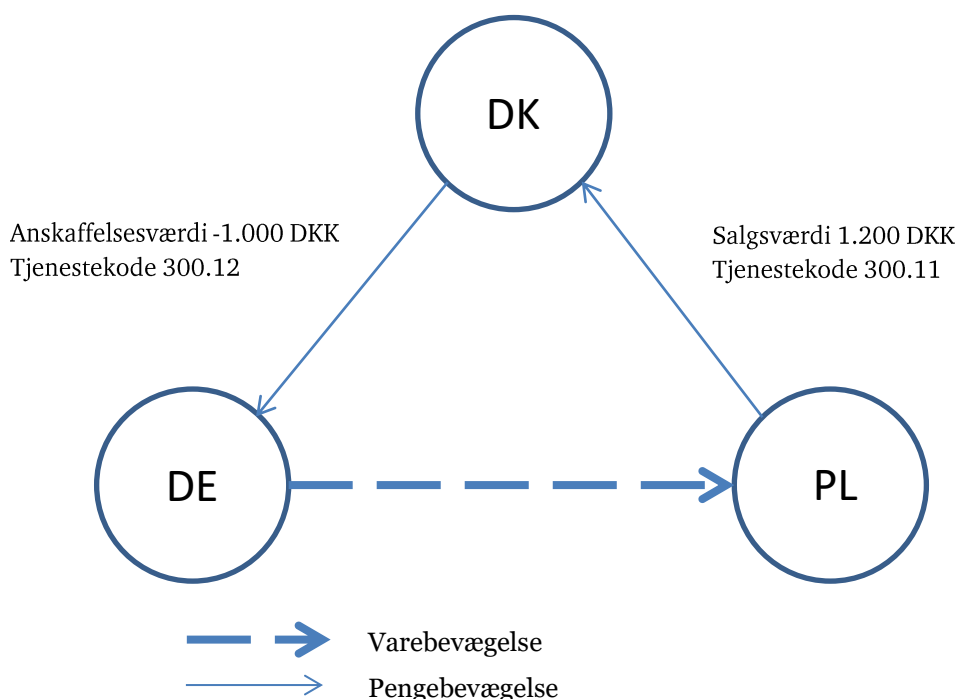 DK
Anskaffelsesværdi -1.000 DKK
Tjenestekode 300.12
Salgsværdi 1.200 DKK
Tjenestekode 300.11
DE
PL
Varebevægelse
Pengebevægelse